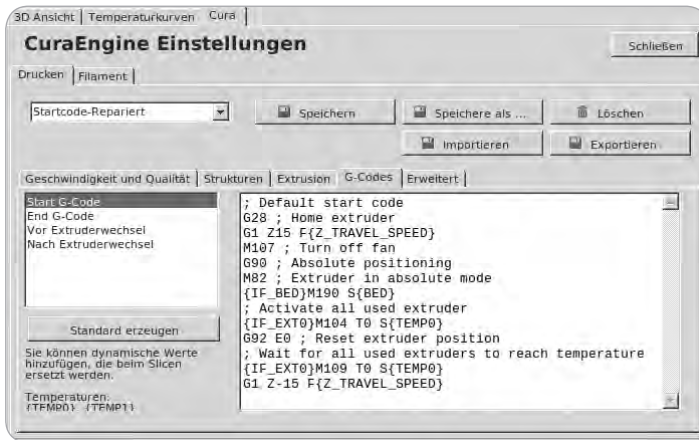 3D Ansicht Temperaturkurven Cura
CuraEngine Einstellungen
Schließen
Drucken Filament
Startcode-Repariert
Speichern
Speichere als ...
Löschen
Importieren
Exportieren
Geschwindigkeit und Qualität Strukturen Extrusion G-Codes Erweitert
Start G-Code
End G-Code
Vor Extruderwechsel
Nach Extruderwechsel
Standard erzeugen
Sie können dynamische Werte
hinzufügen, die beim Slicen
ersetzt werden.
Temperaturen:
{TEMP0} {TEMP1}
; Default start code
G28 ; Home extruder
G1 Z15 F{Z_TRAVEL_SPEED}
M107 ; Turn off fan
G90 ; Absolute positioning
M82 ; Extruder in absolute mode
{IF_BED}M190 S{BED}
; Activate all used extruder
{IF_EXT0}M104 T0 S{TEMP0}
G92 E0 ; Reset extruder position
; Wait for all used extruders to reach temperature
{IF_EXT0}M109 T0 S{TEMP0}
G1 Z-15 F{Z_TRAVEL_SPEED}